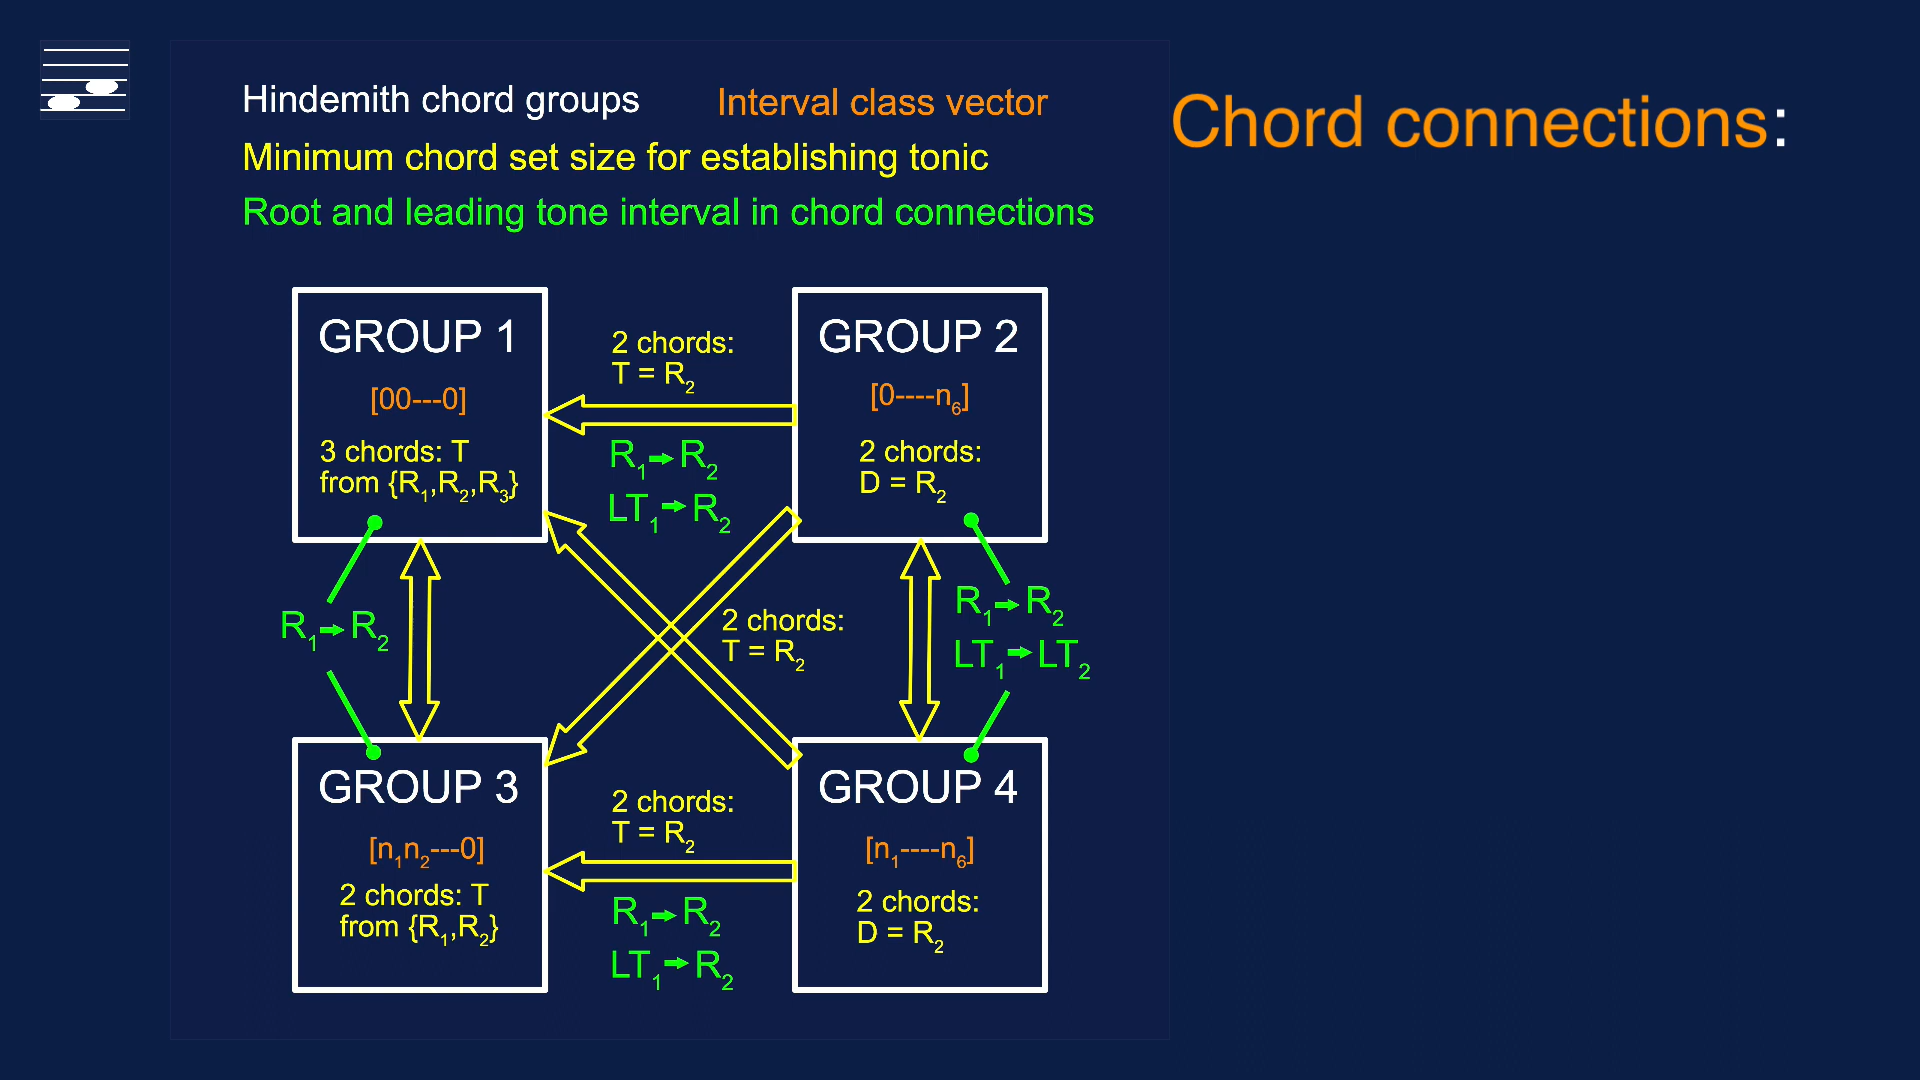 Hindemith chord groups
Interval class vector
Chord connections:
Minimum chord set size for establishing tonic
Root and leading tone interval in chord connections
GROUP 1
[00---0]
3 chords: T
from {R₁,R₂,R₃}
2 chords:
T = R₂
R₁➞R₂
LT₁➞R₂
GROUP 2
[0----n₆]
2 chords:
D = R₂
R₁➞R₂
2 chords:
T = R₂
R₁➞R₂
LT₁➞LT₂
GROUP 3
[n₁n₂---0]
2 chords: T
from {R₁,R₂}
2 chords:
T = R₂
R₁➞R₂
LT₁➞R₂
GROUP 4
[n₁----n₆]
2 chords:
D = R₂